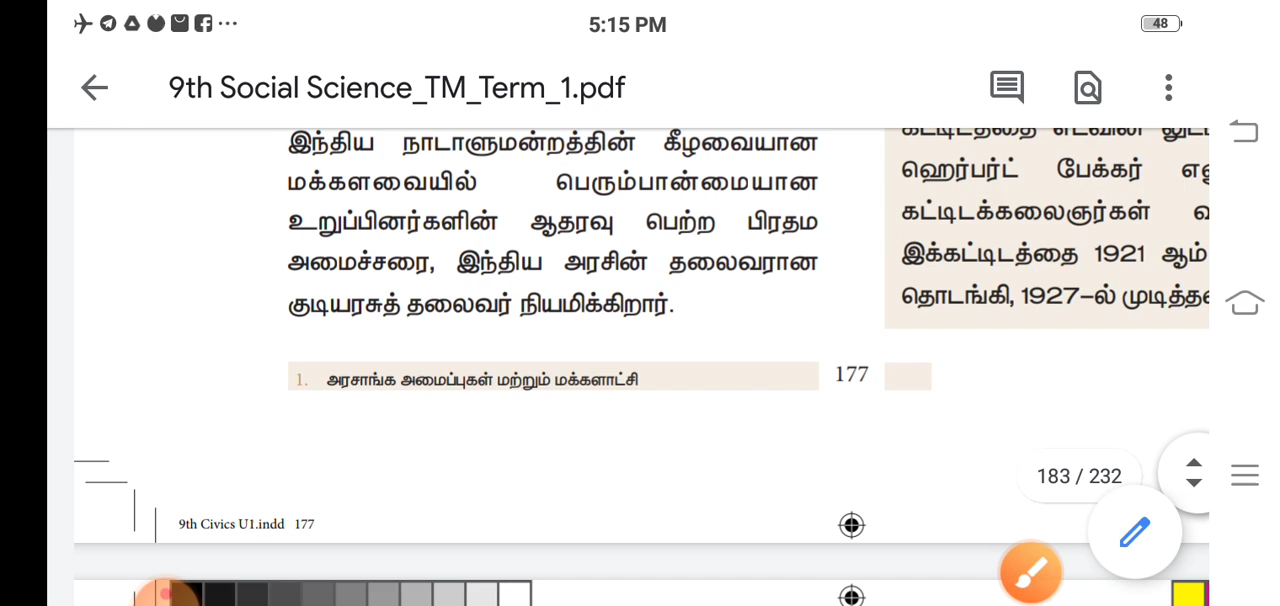 5:15 PM
48
9th Social Science_TM_Term_1.pdf
இந்திய நாடாளுமன்றத்தின் கீழவையான
மக்களவையில் பெரும்பான்மையான
உறுப்பினர்களின் ஆதரவு பெற்ற பிரதம
அமைச்சரை, இந்திய அரசின் தலைவரான
குடியரசுத் தலைவர் நியமிக்கிறார்.
ஹெர்பர்ட் பேக்கர்
கட்டிடக்கலைஞர்கள்
இக்கட்டிடத்தை 1921 ஆம்
தொடங்கி, 1927-ல்
1. அரசாங்க அமைப்புகள் மற்றும் மக்களாட்சி
177
183 / 232
9th Civics U1.indd 177